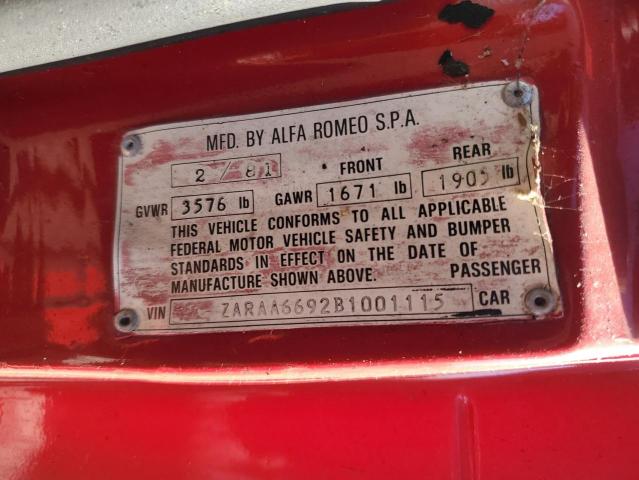 MFD. BY ALFA ROMEO S.P.A.
2 / 81 FRONT REAR
GVWR 3576 lb GAWR 1671 lb 1905 lb
THIS VEHICLE CONFORMS TO ALL APPLICABLE
FEDERAL MOTOR VEHICLE SAFETY AND BUMPER
STANDARDS IN EFFECT ON THE DATE OF
MANUFACTURE SHOWN ABOVE. PASSENGER
VIN ZARAA6692B1001115 CAR